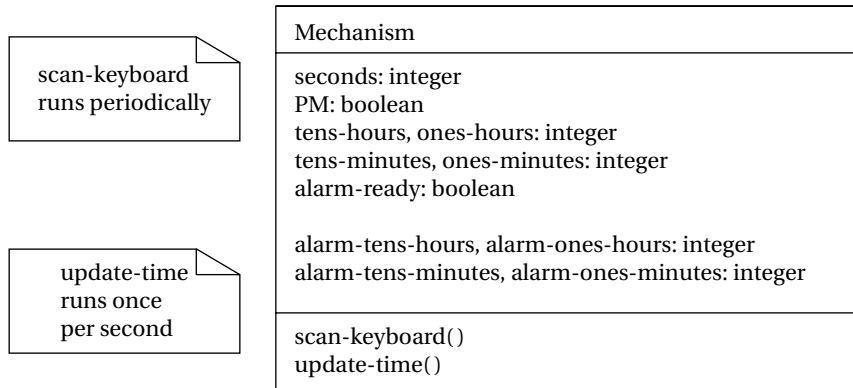 scan-keyboard
runs periodically
update-time
runs once
per second
Mechanism
seconds: integer
PM: boolean
tens-hours, ones-hours: integer
tens-minutes, ones-minutes: integer
alarm-ready: boolean
alarm-tens-hours, alarm-ones-hours: integer
alarm-tens-minutes, alarm-ones-minutes: integer
scan-keyboard()
update-time()